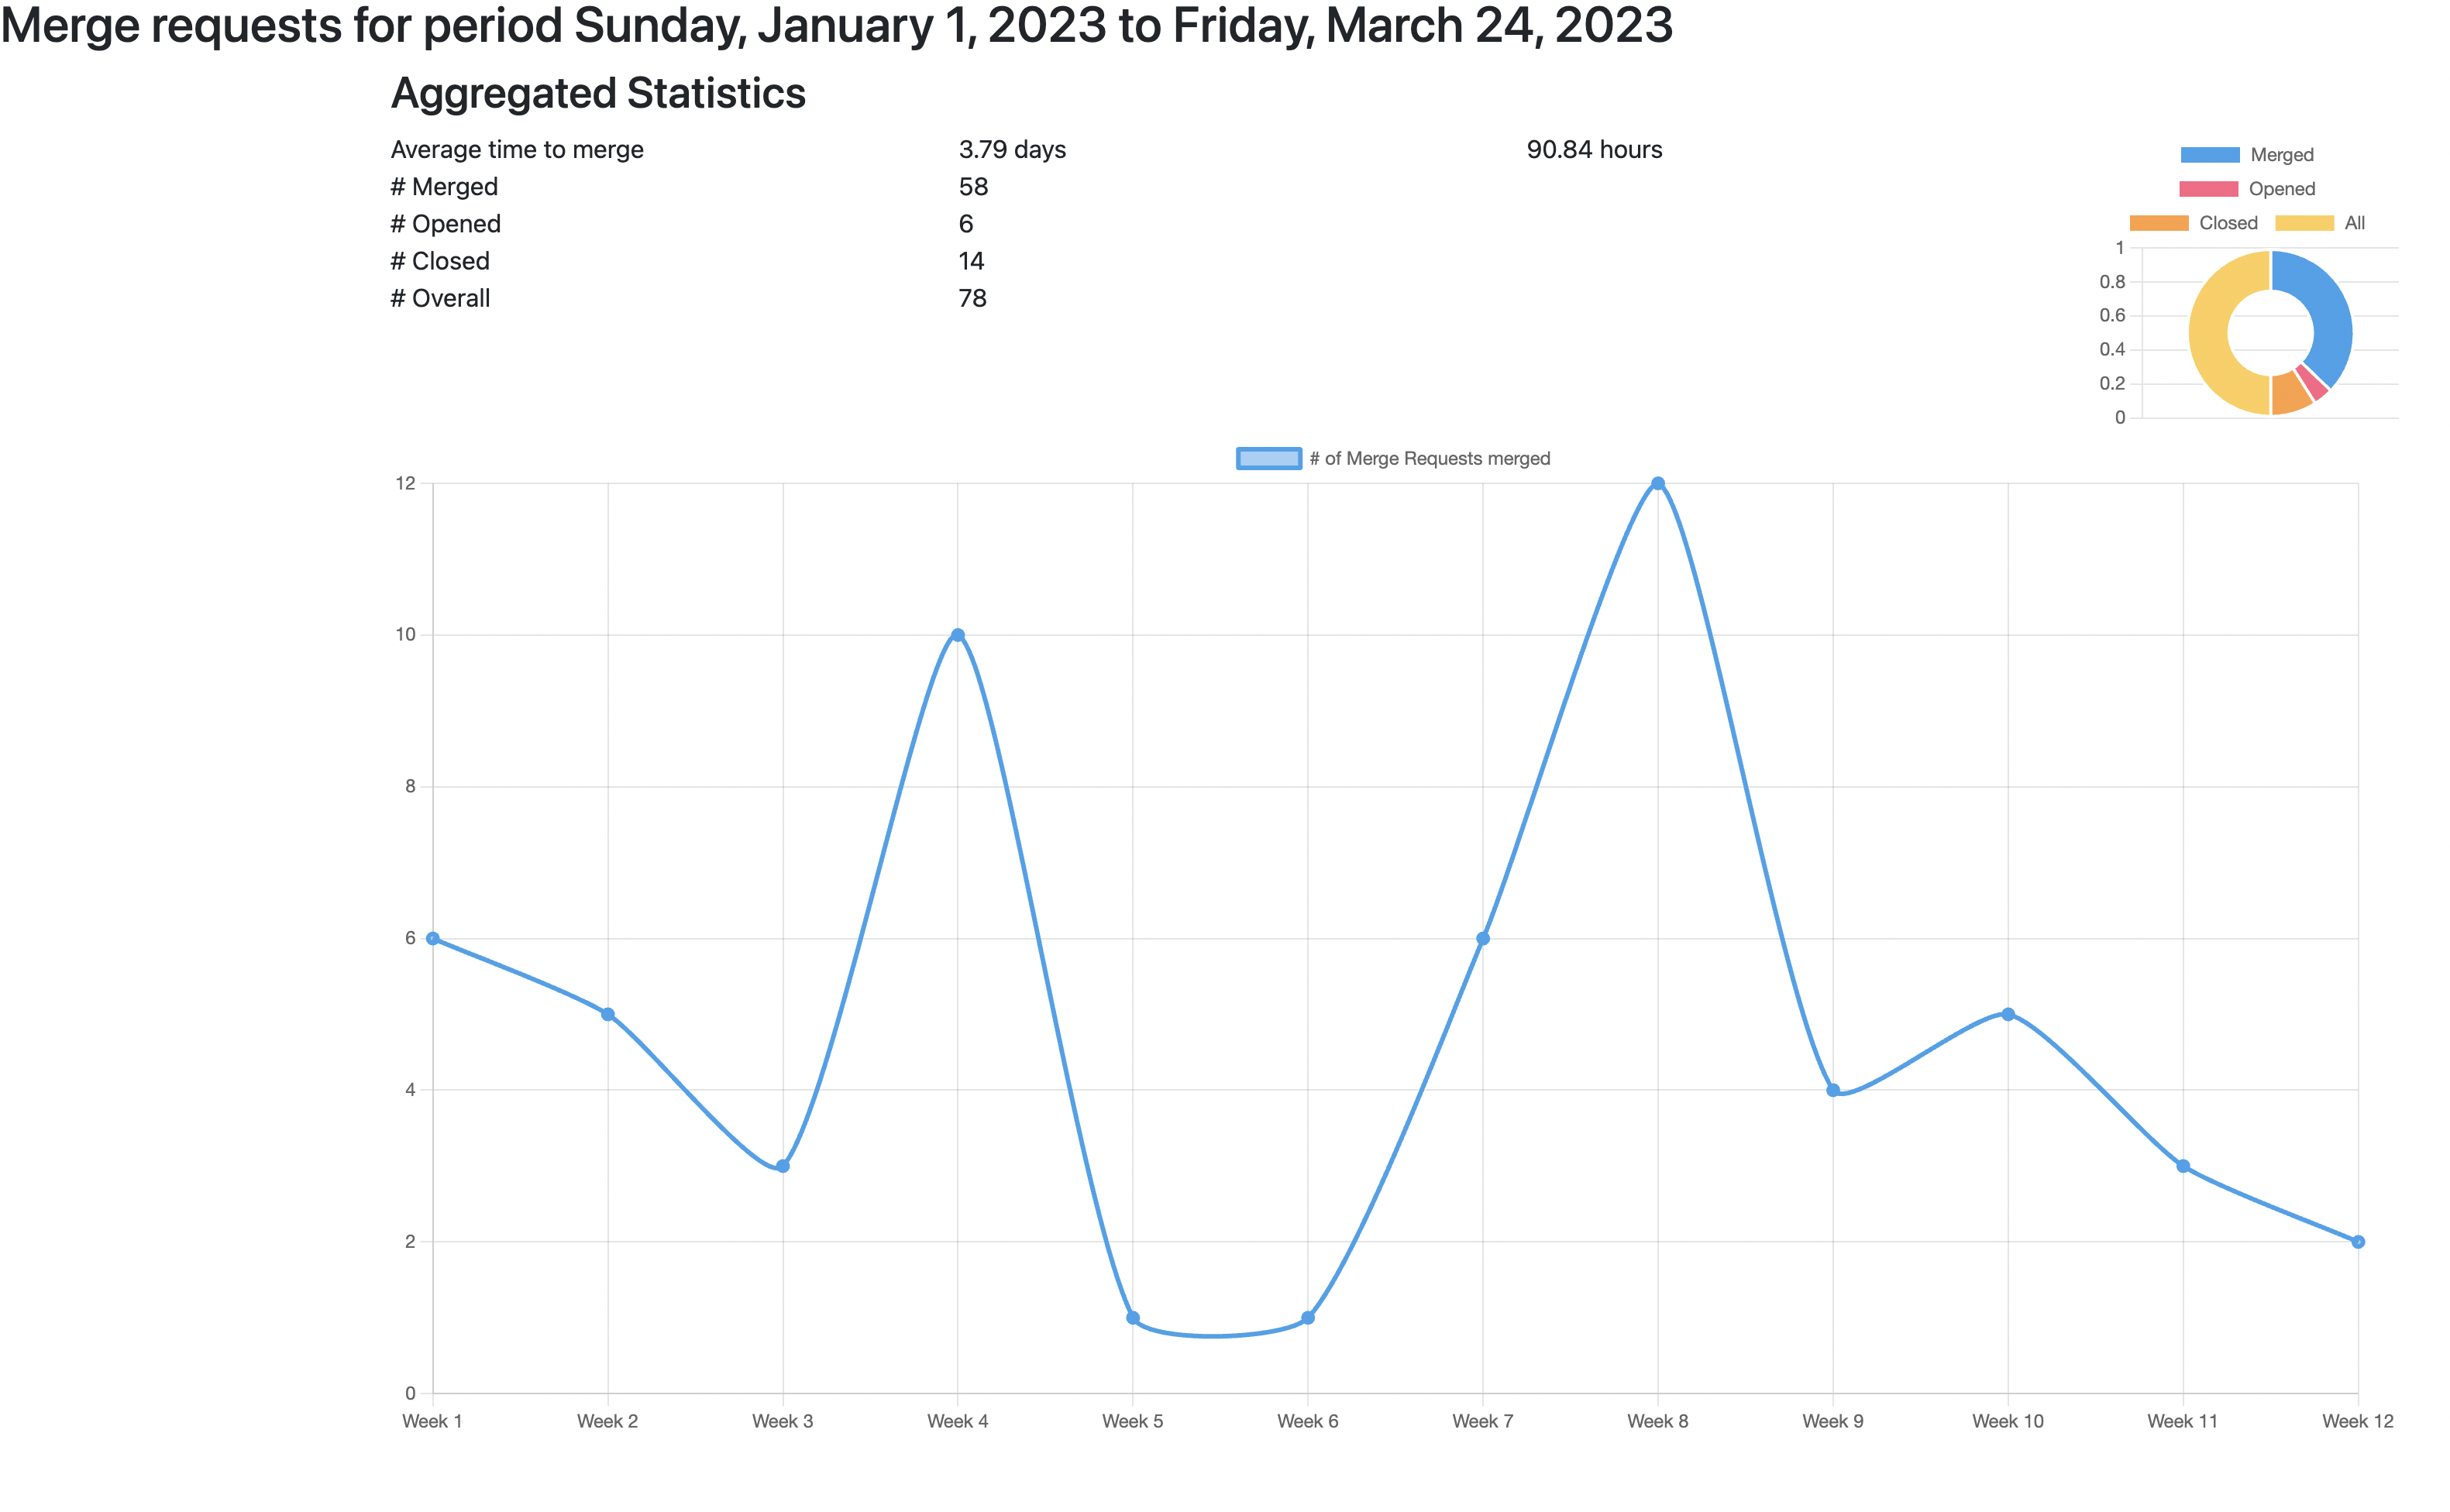 Merge requests for period Sunday, January 1, 2023 to Friday, March 24, 2023
Aggregated Statistics
Average time to merge 3.79 days 90.84 hours
# Merged 58
# Opened 6
# Closed 14
# Overall 78
Merged
Opened
Closed All
1
0.8
0.6
0.4
0.2
0
# of Merge Requests merged
12
10
8
6
4
2
0
Week 1 Week 2 Week 3 Week 4 Week 5 Week 6 Week 7 Week 8 Week 9 Week 10 Week 11 Week 12